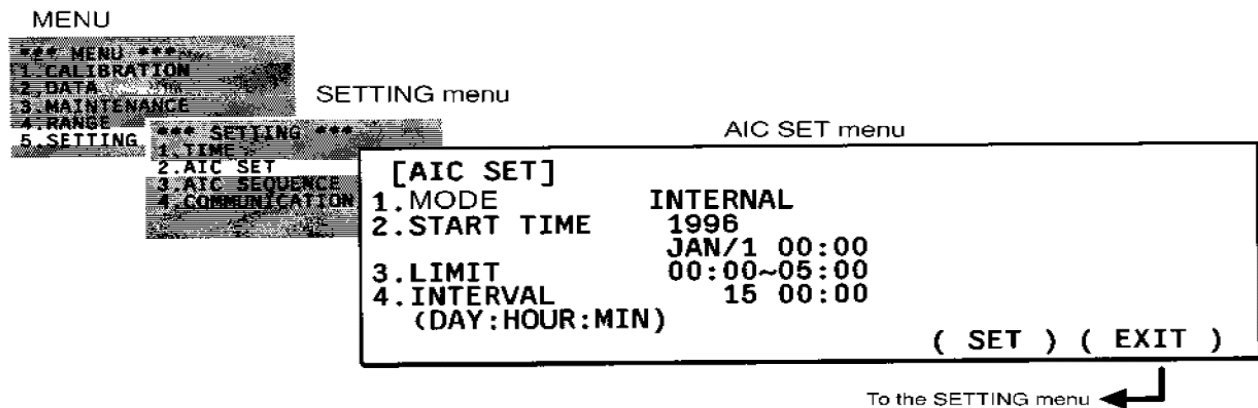 MENU
*** MENU ***
1.CALIBRATION
2.DATA
3.MAINTENANCE
4.RANGE
5.SETTING
SETTING menu
*** SETTING ***
1.TIME
2.AIC SET
3.AIC SEQUENCE
4.COMMUNICATION
AIC SET menu
[AIC SET]
1.MODE INTERNAL
2.START TIME 1996
JAN/1 00:00
3.LIMIT 00:00~05:00
4.INTERVAL 15 00:00
(DAY:HOUR:MIN)
( SET ) ( EXIT )
To the SETTING menu